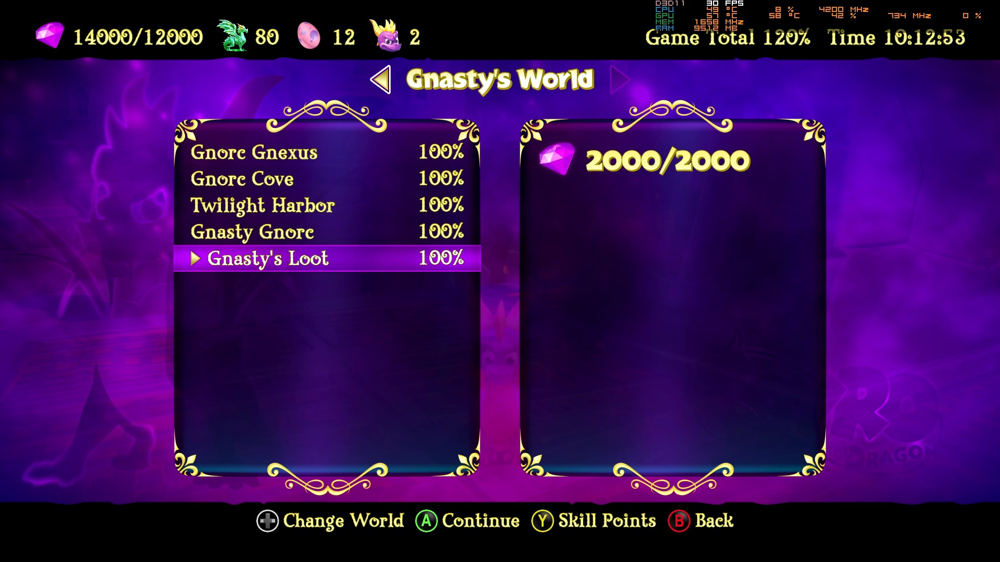 D3D11 30 FPS
CPU 49 °C 8 % 4200 MHz
GPU 57 °C 58 °C 42 % 734 MHz 0 %
MEM 1658 MHz
RAM 9512 MB
14000/12000 80 12 2 Game Total 120% Time 10:12:53
Gnasty's World
Gnorc Gnexus 100%
Gnorc Cove 100%
Twilight Harbor 100%
Gnasty Gnorc 100%
Gnasty's Loot 100%
2000/2000
DRAGON
Change World A Continue Y Skill Points B Back